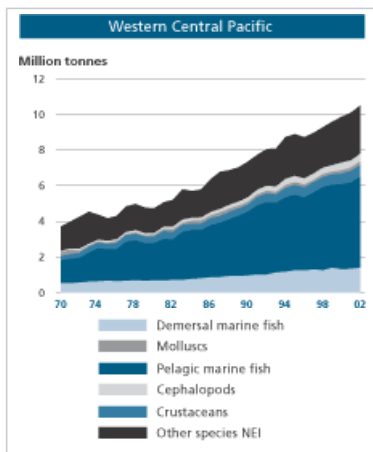 Western Central Pacific
Million tonnes
12
10
8
6
4
2
0
70 74 78 82 86 90 94 98 02
Demersal marine fish
Molluscs
Pelagic marine fish
Cephalopods
Crustaceans
Other species NEI